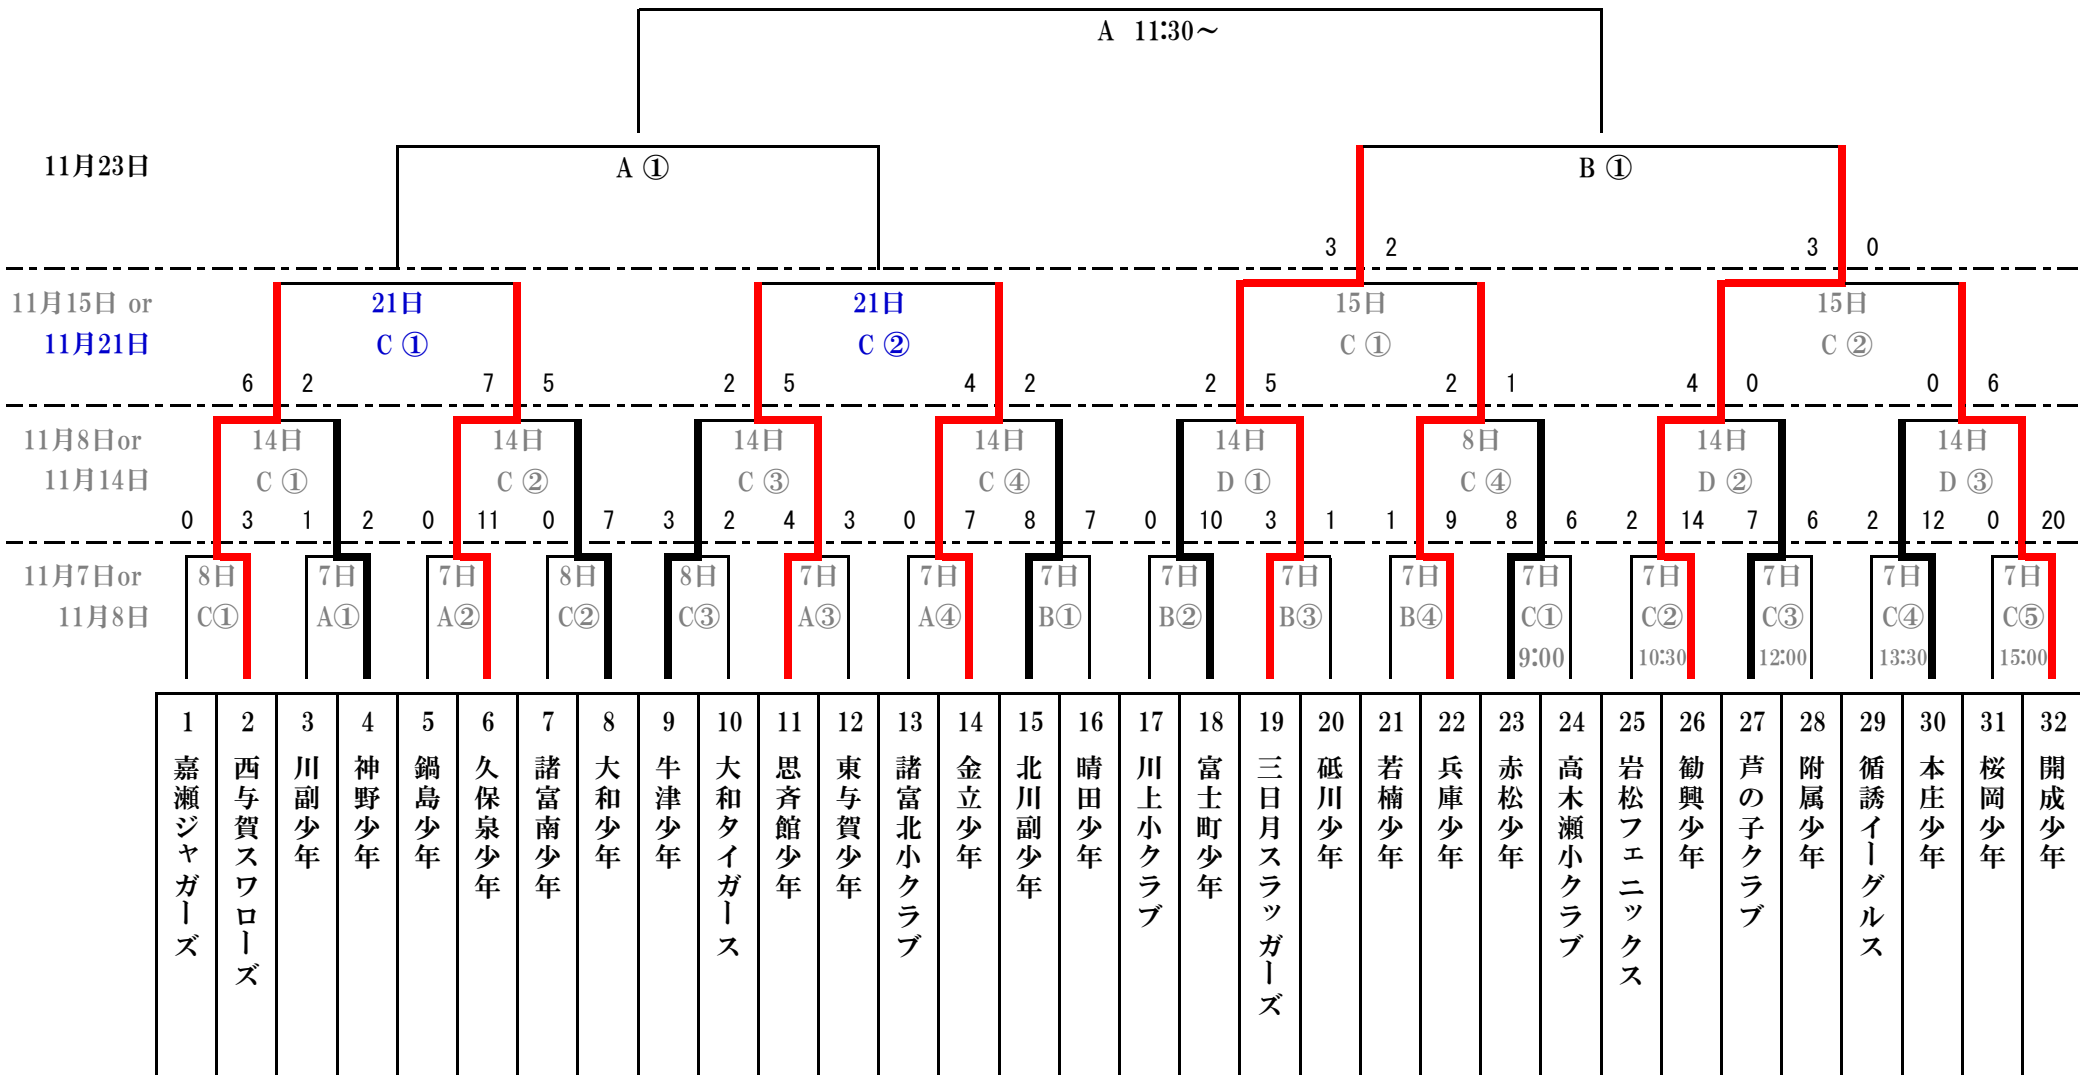 A 11:30～
11月23日 A ① B ①
3 2 3 0
11月15日 or 21日 21日 15日 15日
11月21日 C ① C ② C ① C ②
6 2 7 5 2 5 4 2 2 5 2 1 4 0 0 6
11月8日or 14日 14日 14日 14日 14日 8日 14日 14日
11月14日 C ① C ② C ③ C ④ D ① C ④ D ② D ③
0 3 1 2 0 11 0 7 3 2 4 3 0 7 8 7 0 10 3 1 1 9 8 6 2 14 7 6 2 12 0 20
11月7日or 8日 7日 7日 8日 8日 7日 7日 7日 7日 7日 7日 7日 7日 7日 7日 7日
11月8日 C① A① A② C② C③ A③ A④ B① B② B③ B④ C① C② C③ C④ C⑤
9:00 10:30 12:00 13:30 15:00
1 2 3 4 5 6 7 8 9 10 11 12 13 14 15 16 17 18 19 20 21 22 23 24 25 26 27 28 29 30 31 32
嘉瀬ジャガーズ
西与賀スワローズ
川副少年
神野少年
鍋島少年
久保泉少年
諸富南少年
大和少年
牛津少年
大和タイガース
思斉館少年
東与賀少年
諸富北小クラブ
金立少年
北川副少年
晴田少年
川上小クラブ
富士町少年
三日月スラッガーズ
砥川少年
若楠少年
兵庫少年
赤松少年
高木瀬小クラブ
岩松フェニックス
勧興少年
芦の子クラブ
附属少年
循誘イーグルス
本庄少年
桜岡少年
開成少年